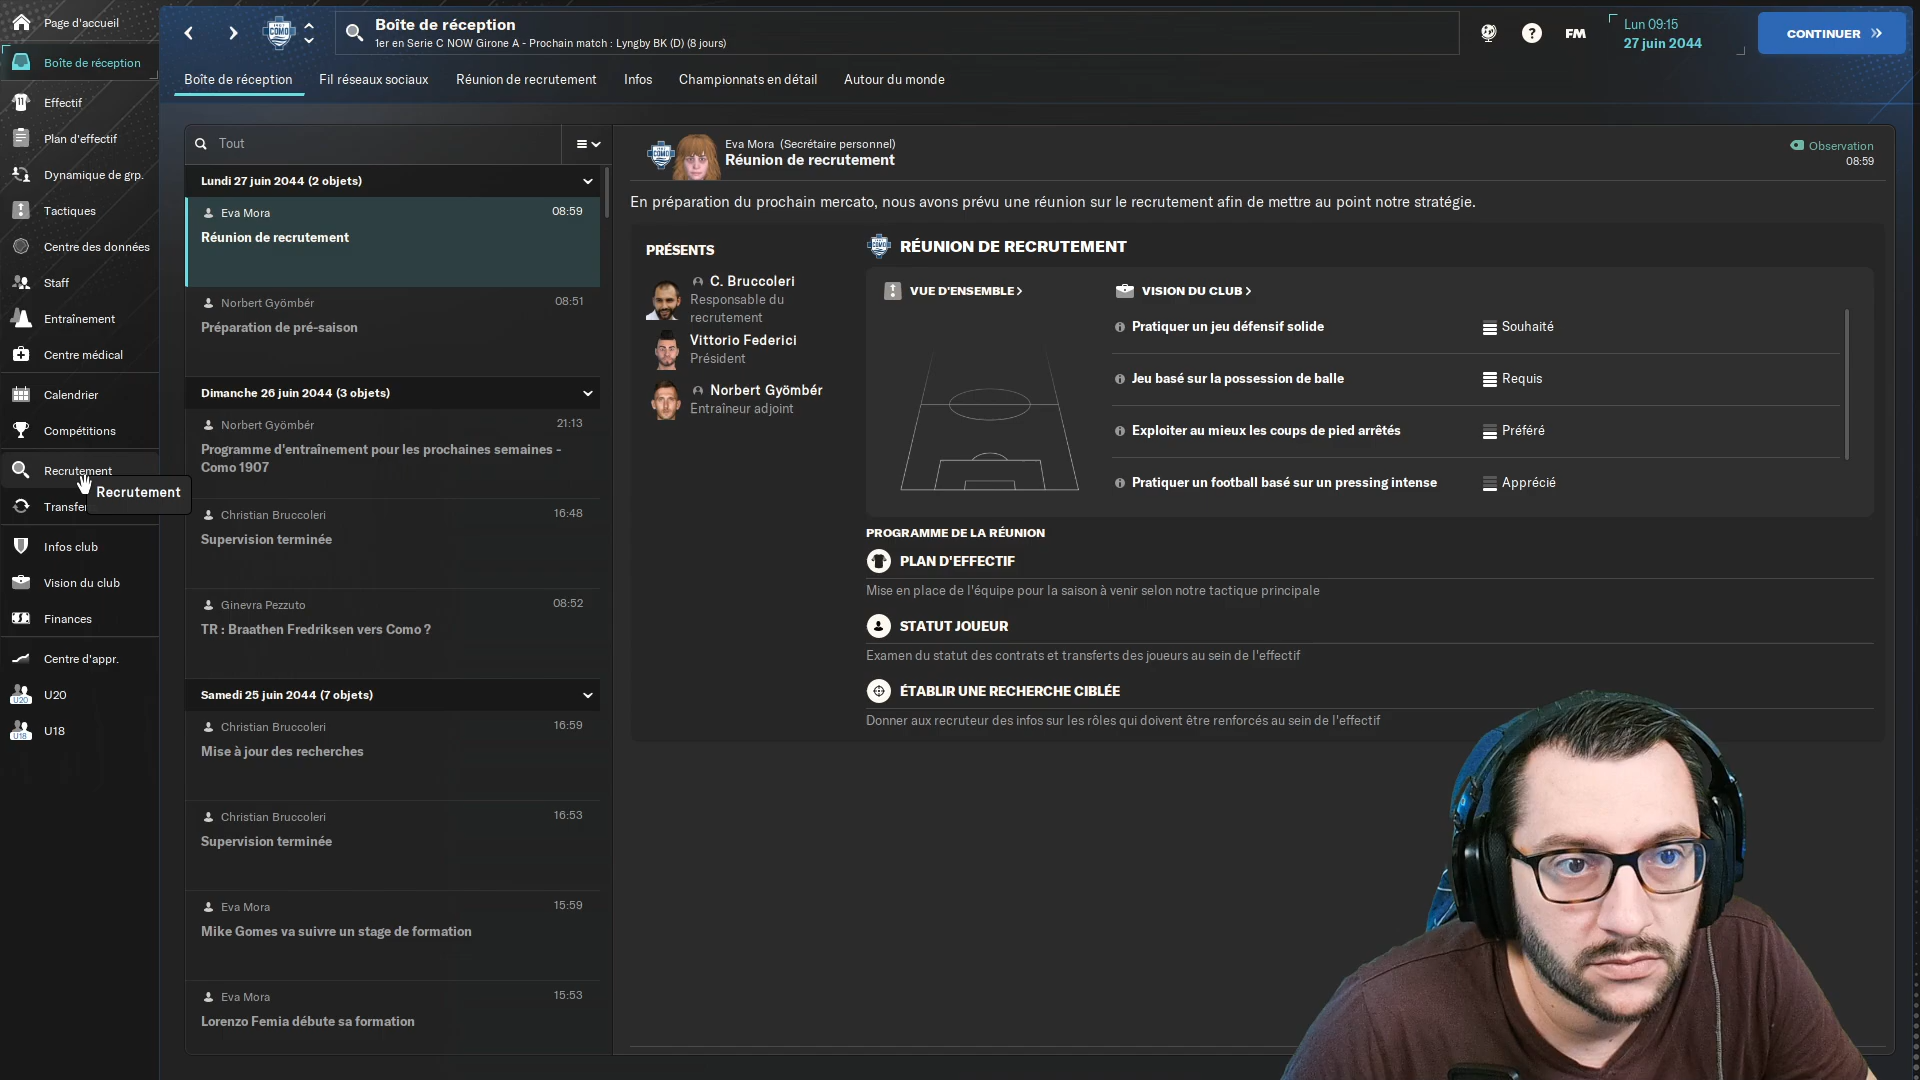 Page d'accueil
Boîte de réception
Effectif
Plan d'effectif
Dynamique de grp.
Tactiques
Centre des données
Staff
Entraînement
Centre médical
Calendrier
Compétitions
Recrutement
Recrutement
Transfer
Infos club
Vision du club
Finances
Centre d'appr.
U20
U20
U18
U18
COMO
Boîte de réception
1er en Serie C NOW Girone A - Prochain match : Lyngby BK (D) (8 jours)
FM
Lun 09:15
27 juin 2044
CONTINUER
Boîte de réception
Fil réseaux sociaux
Réunion de recrutement
Infos
Championnats en détail
Autour du monde
Tout
Lundi 27 juin 2044 (2 objets)
Eva Mora 08:59
Réunion de recrutement
Norbert Gyömbér 08:51
Préparation de pré-saison
Dimanche 26 juin 2044 (3 objets)
Norbert Gyömbér 21:13
Programme d'entraînement pour les prochaines semaines -
Como 1907
Christian Bruccoleri 16:48
Supervision terminée
Ginevra Pezzuto 08:52
TR : Braathen Fredriksen vers Como ?
Samedi 25 juin 2044 (7 objets)
Christian Bruccoleri 16:59
Mise à jour des recherches
Christian Bruccoleri 16:53
Supervision terminée
Eva Mora 15:59
Mike Gomes va suivre un stage de formation
Eva Mora 15:53
Lorenzo Femia débute sa formation
COMO
Eva Mora (Secrétaire personnel)
Réunion de recrutement
Observation
08:59
En préparation du prochain mercato, nous avons prévu une réunion sur le recrutement afin de mettre au point notre stratégie.
PRÉSENTS
C. Bruccoleri
Responsable du
recrutement
Vittorio Federici
Président
Norbert Gyömbér
Entraîneur adjoint
RÉUNION DE RECRUTEMENT
VUE D'ENSEMBLE>
VISION DU CLUB>
Pratiquer un jeu défensif solide Souhaité
Jeu basé sur la possession de balle Requis
Exploiter au mieux les coups de pied arrêtés Préféré
Pratiquer un football basé sur un pressing intense Apprécié
PROGRAMME DE LA RÉUNION
PLAN D'EFFECTIF
Mise en place de l'équipe pour la saison à venir selon notre tactique principale
STATUT JOUEUR
Examen du statut des contrats et transferts des joueurs au sein de l'effectif
ÉTABLIR UNE RECHERCHE CIBLÉE
Donner aux recruteur des infos sur les rôles qui doivent être renforcés au sein de l'effectif